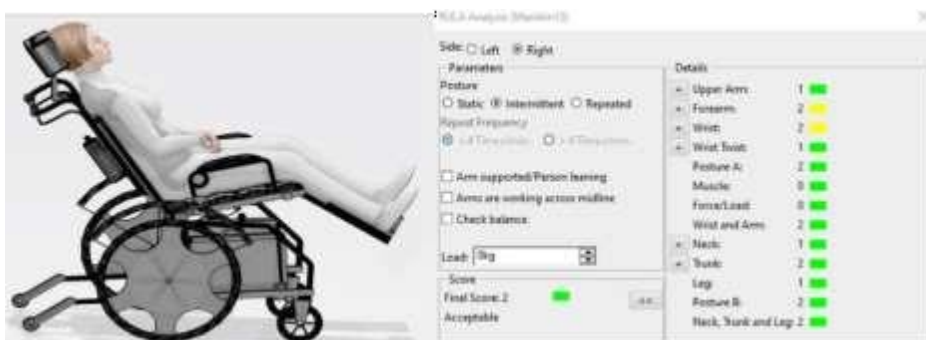 RULA Analysis (Manikin13)
Side: Left Right
Parameters
Posture
Static Intermittent Repeated
Repeat Frequency
Arm supported/Person leaning
Arms are working across midline
Check balance
Load: 0kg
Score
Final Score: 2
Acceptable
Details
+ Upper Arm: 1
+ Forearm: 2
+ Wrist: 2
+ Wrist Twist: 1
Posture A: 2
Muscle: 0
Force/Load: 0
Wrist and Arm: 2
+ Neck: 1
+ Trunk: 2
Leg: 1
Posture B: 2
Neck, Trunk and Leg: 2